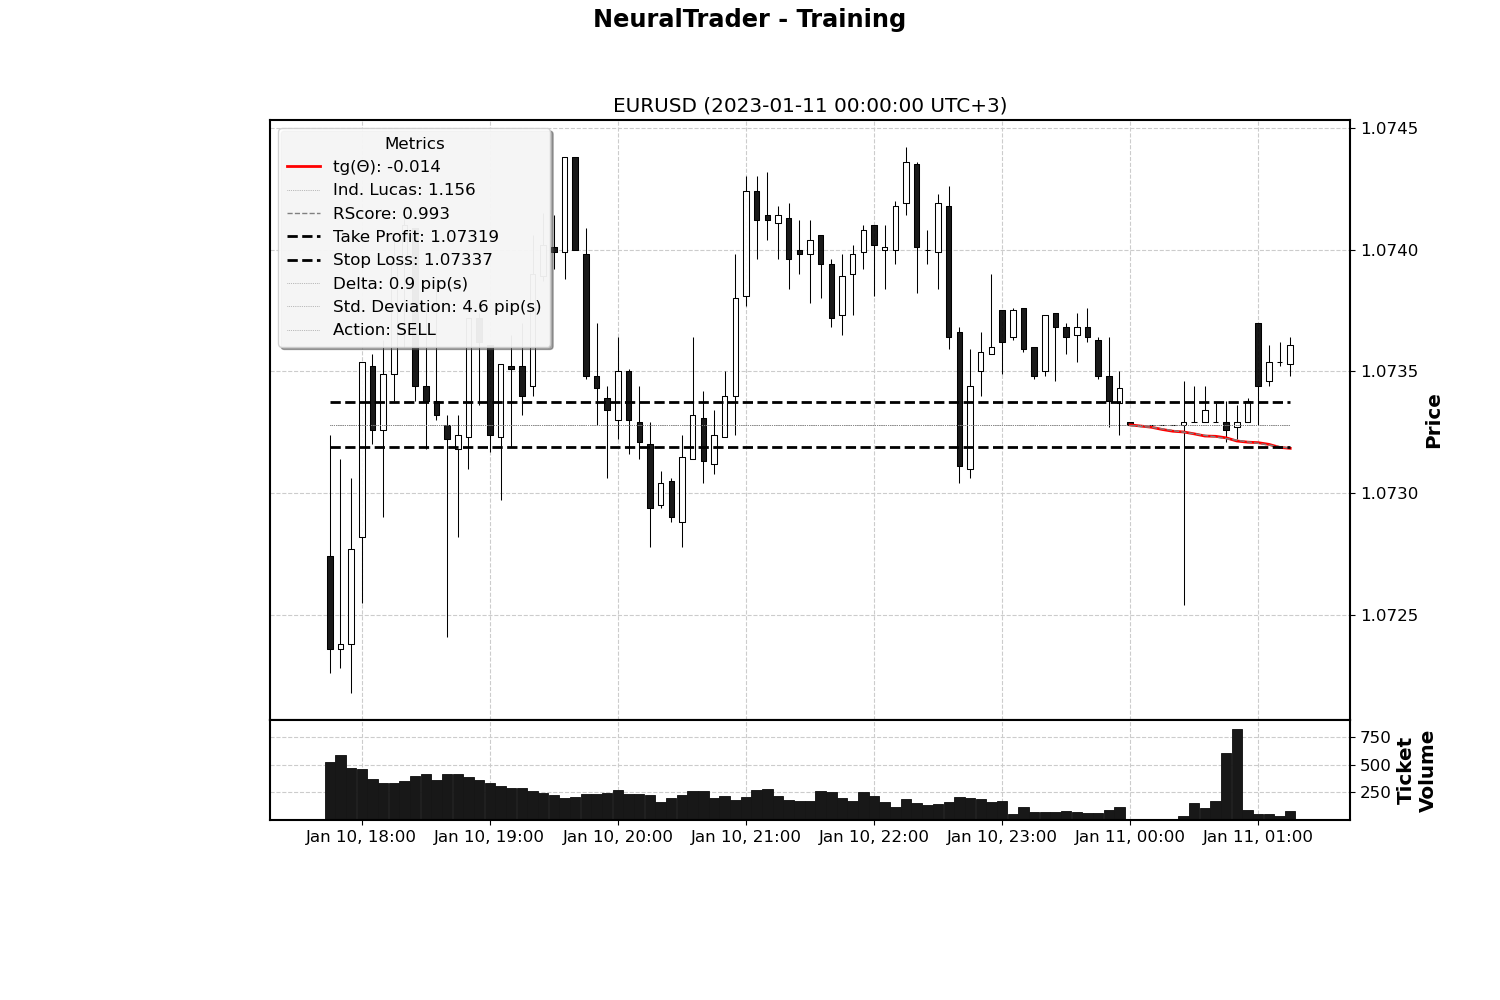 NeuralTrader - Training
EURUSD (2023-01-11 00:00:00 UTC+3)
Metrics
tg(Θ): -0.014
Ind. Lucas: 1.156
RScore: 0.993
Take Profit: 1.07319
Stop Loss: 1.07337
Delta: 0.9 pip(s)
Std. Deviation: 4.6 pip(s)
Action: SELL
1.0745
1.0740
1.0735
1.0730
1.0725
Price
750
500
250
Ticket
Volume
Jan 10, 18:00 Jan 10, 19:00 Jan 10, 20:00 Jan 10, 21:00 Jan 10, 22:00 Jan 10, 23:00 Jan 11, 00:00 Jan 11, 01:00